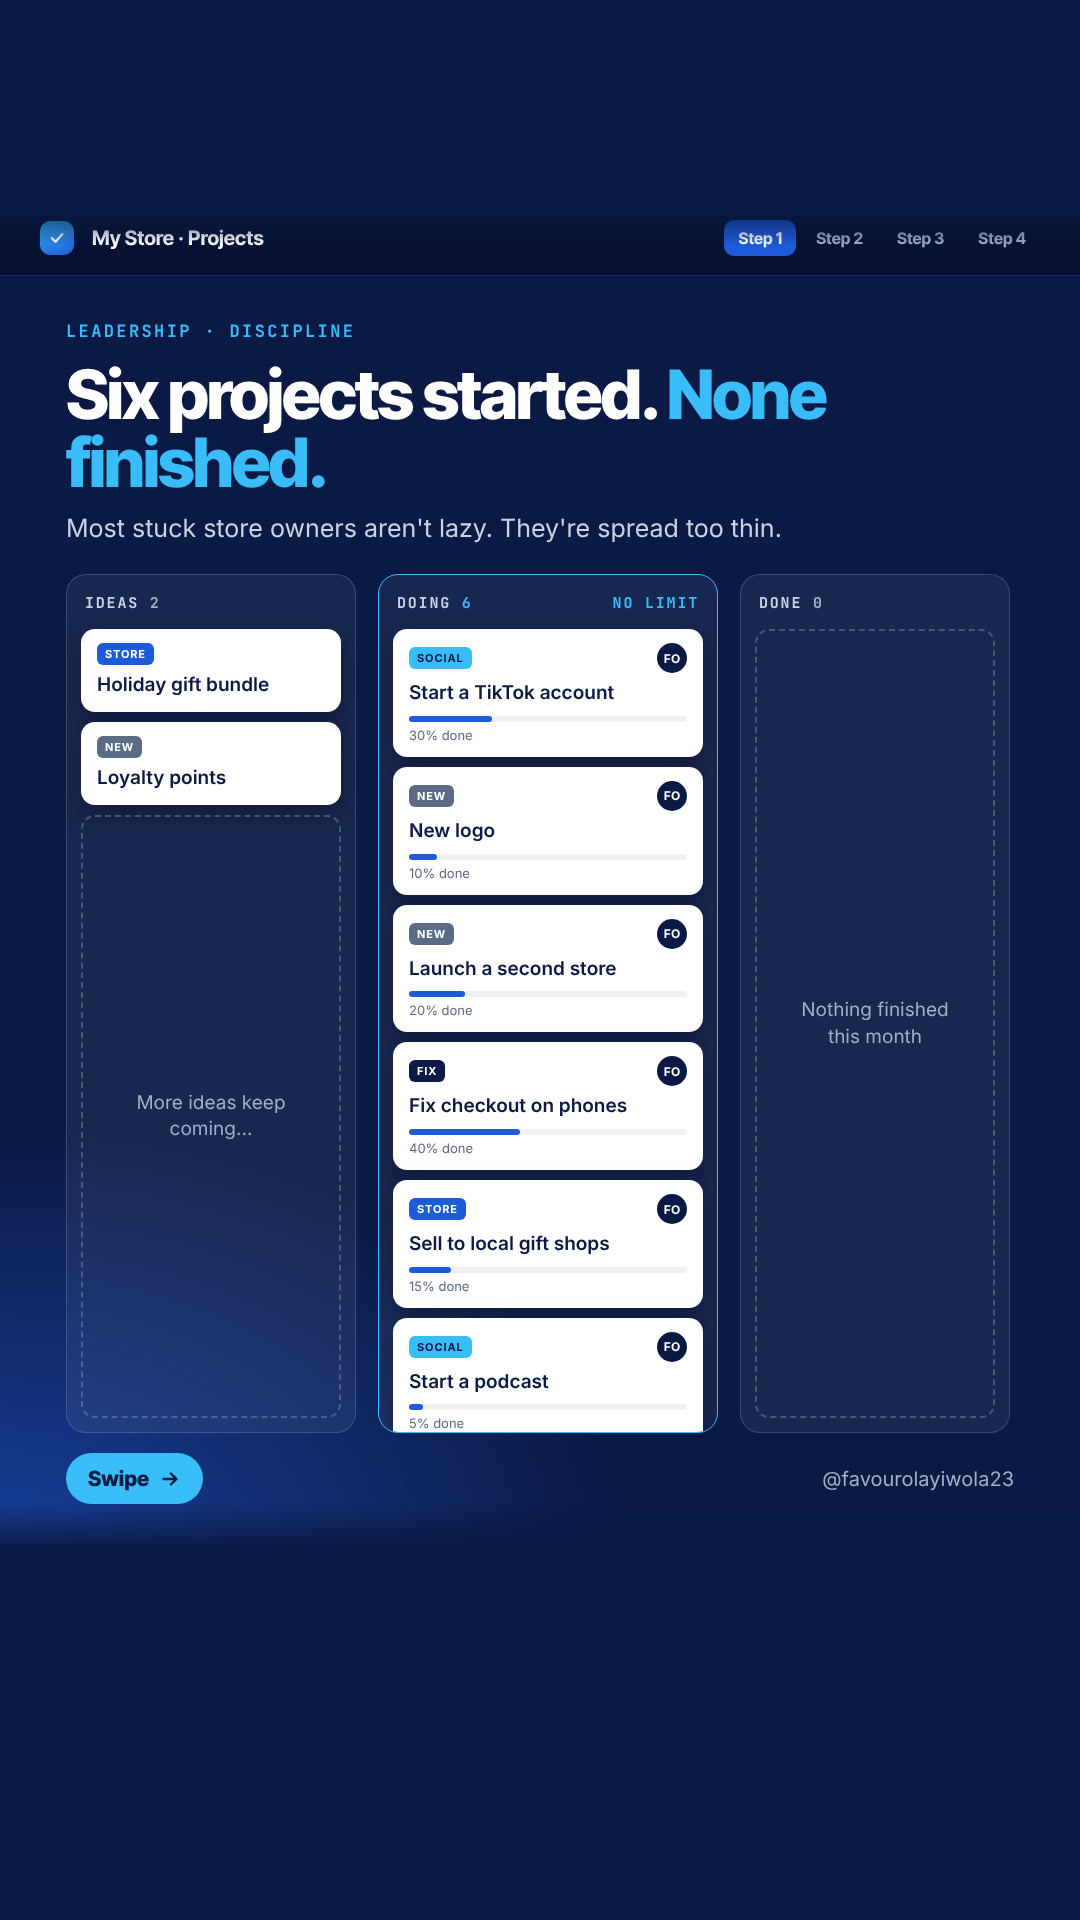 My Store · Projects
Step 1
Step 2
Step 3
Step 4
LEADERSHIP · DISCIPLINE
Six projects started. None
finished.
Most stuck store owners aren't lazy. They're spread too thin.
IDEAS 2
STORE
Holiday gift bundle
NEW
Loyalty points
More ideas keep
coming...
DOING 6
NO LIMIT
SOCIAL
FO
Start a TikTok account
30% done
NEW
FO
New logo
10% done
NEW
FO
Launch a second store
20% done
FIX
FO
Fix checkout on phones
40% done
STORE
FO
Sell to local gift shops
15% done
SOCIAL
FO
Start a podcast
5% done
DONE 0
Nothing finished
this month
Swipe →
@favourolayiwola23